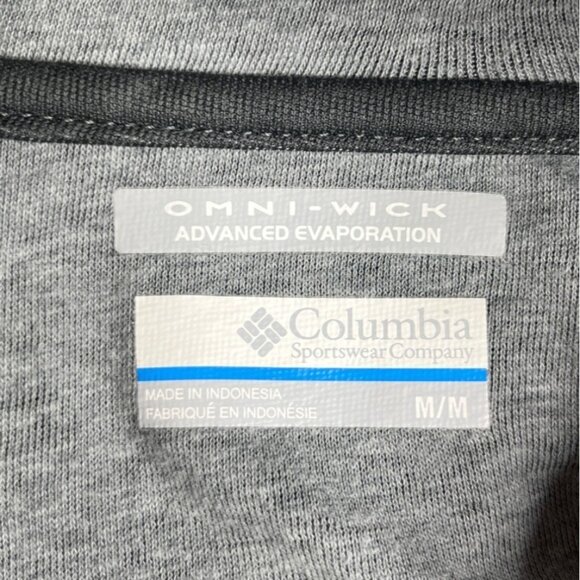 OMNI-WICK
ADVANCED EVAPORATION
Columbia
Sportswear Company
MADE IN INDONESIA
FABRIQUÉ EN INDONÉSIE
M/M